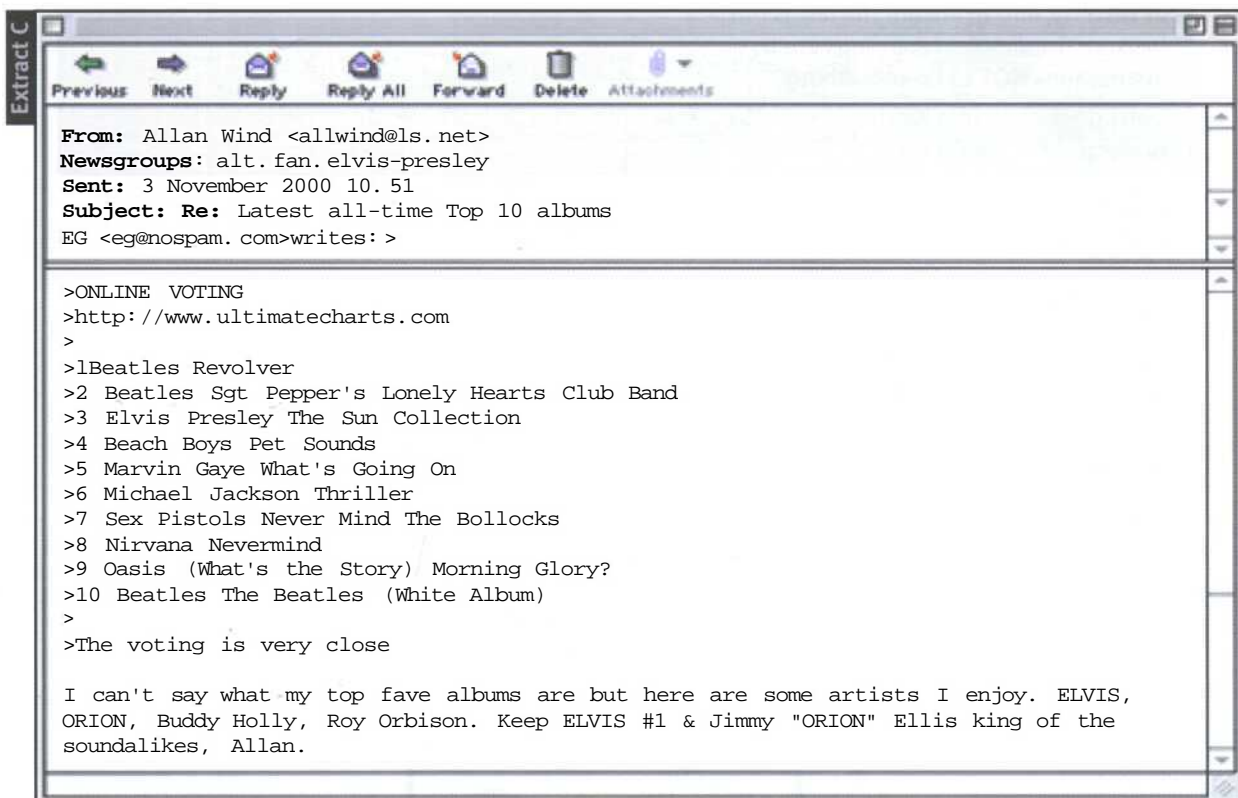 Extract C
Previous Next Reply Reply All Forward Delete Attachments
From: Allan Wind <allwind@ls.net>
Newsgroups: alt.fan.elvis-presley
Sent: 3 November 2000 10.51
Subject: Re: Latest all-time Top 10 albums
EG <eg@nospam.com>writes:>
>ONLINE VOTING
>http://www.ultimatecharts.com
>
>lBeatles Revolver
>2 Beatles Sgt Pepper's Lonely Hearts Club Band
>3 Elvis Presley The Sun Collection
>4 Beach Boys Pet Sounds
>5 Marvin Gaye What's Going On
>6 Michael Jackson Thriller
>7 Sex Pistols Never Mind The Bollocks
>8 Nirvana Nevermind
>9 Oasis (What's the Story) Morning Glory?
>10 Beatles The Beatles (White Album)
>
>The voting is very close
I can't say what my top fave albums are but here are some artists I enjoy. ELVIS,
ORION, Buddy Holly, Roy Orbison. Keep ELVIS #1 & Jimmy "ORION" Ellis king of the
soundalikes, Allan.